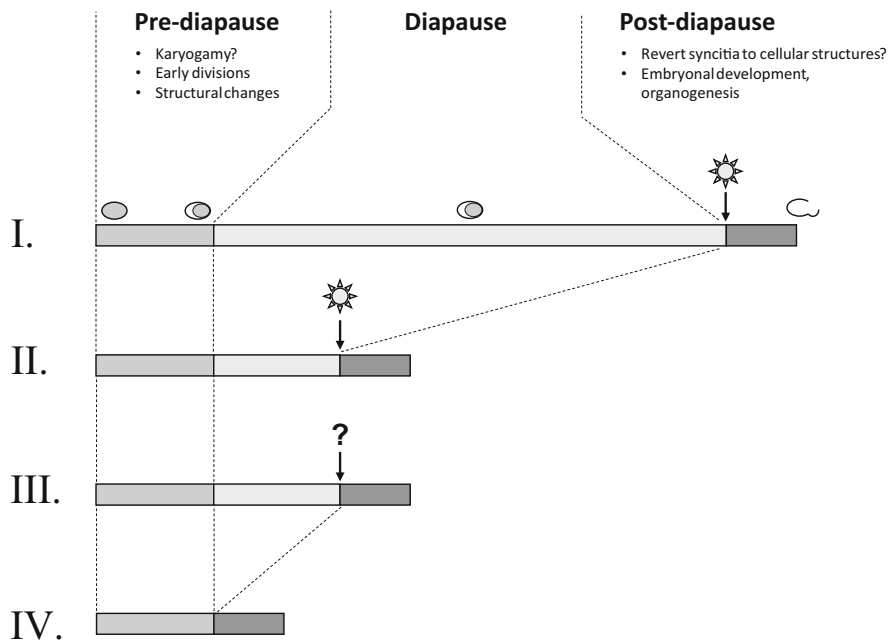 Pre-diapause
• Karyogamy?
• Early divisions
• Structural changes
Diapause
Post-diapause
• Revert syncitia to cellular structures?
• Embryonal development,
organogenesis
I.
II.
?
III.
IV.